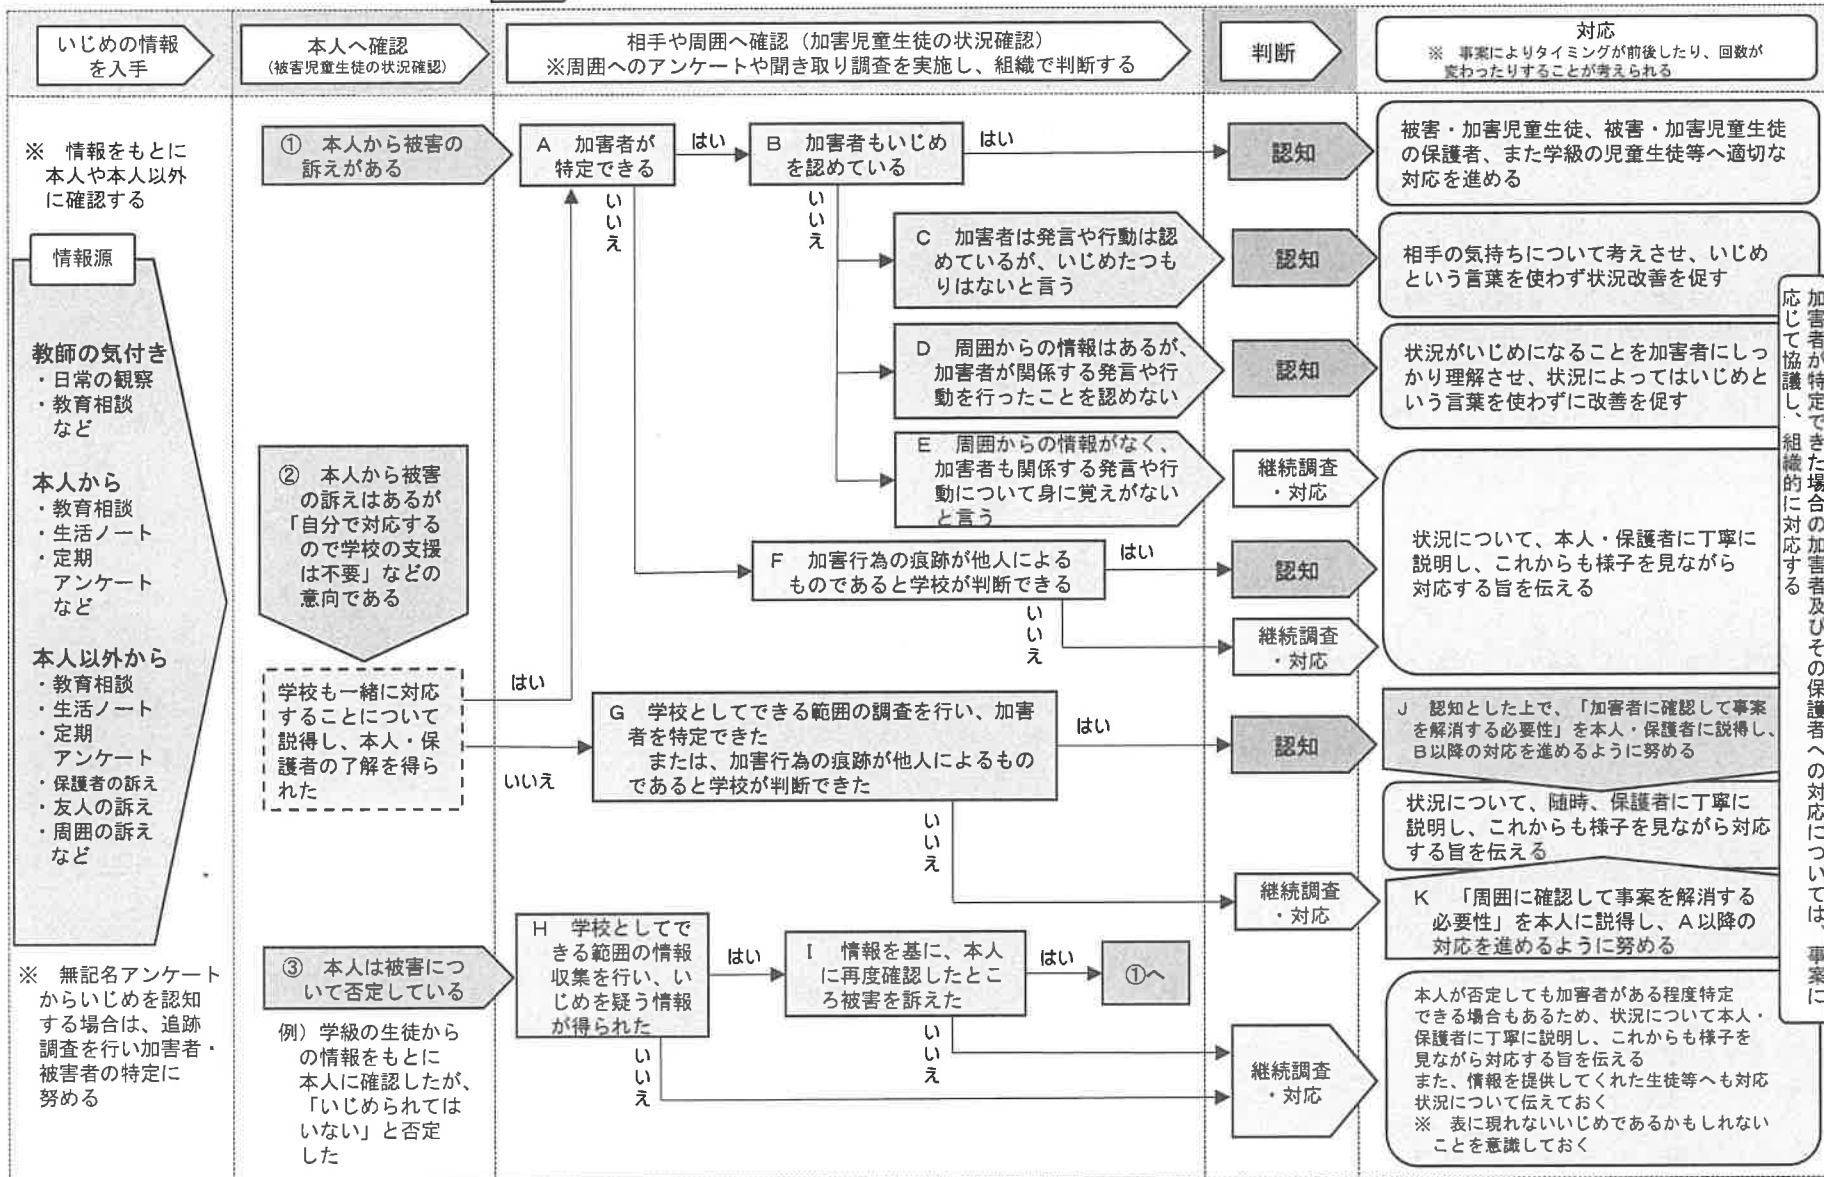 いじめの情報
を入手
本人へ確認
(被害児童生徒の状況確認)
相手や周囲へ確認（加害児童生徒の状況確認）
※周囲へのアンケートや聞き取り調査を実施し、組織で判断する
判断
対応
※ 事案によりタイミングが前後したり、回数が
変わったりすることが考えられる
※ 情報をもとに
本人や本人以外
に確認する
情報源
教師の気付き
・日常の観察
・教育相談
など
本人から
・教育相談
・生活ノート
・定期
アンケート
など
本人以外から
・教育相談
・生活ノート
・定期
アンケート
・保護者の訴え
・友人の訴え
・周囲の訴え
など
※ 無記名アンケート
からいじめを認知
する場合は、追跡
調査を行い加害者・
被害者の特定に
努める
① 本人から被害の
訴えがある
② 本人から被害
の訴えはあるが
「自分で対応する
ので学校の支援
は不要」などの
意向である
学校も一緒に対応
することについて
説得し、本人・保
護者の了解を得ら
れた
はい
いいえ
③ 本人は被害につ
いて否定している
例）学級の生徒から
の情報をもとに
本人に確認したが、
「いじめられては
いない」と否定
した
A 加害者が
特定できる
はい
いいえ
B 加害者もいじめ
を認めている
はい
いいえ
C 加害者は発言や行動は認
めているが、いじめたつも
りはないと言う
D 周囲からの情報はあるが、
加害者が関係する発言や行
動を行ったことを認めない
E 周囲からの情報がなく、
加害者も関係する発言や行
動について身に覚えがない
と言う
F 加害行為の痕跡が他人による
ものであると学校が判断できる
はい
いいえ
G 学校としてできる範囲の調査を行い、加害
者を特定できた
または、加害行為の痕跡が他人によるもの
であると学校が判断できた
はい
いいえ
H 学校としてで
きる範囲の情報
収集を行い、い
じめを疑う情報
が得られた
はい
いいえ
I 情報を基に、本人
に再度確認したとこ
ろ被害を訴えた
はい
いいえ
①へ
認知
認知
認知
継続調査
・対応
認知
継続調査
・対応
認知
継続調査
・対応
継続調査
・対応
被害・加害児童生徒、被害・加害児童生徒
の保護者、また学級の児童生徒等へ適切な
対応を進める
相手の気持ちについて考えさせ、いじめ
という言葉を使わず状況改善を促す
状況がいじめになることを加害者にしっ
かり理解させ、状況によってはいじめと
いう言葉を使わずに改善を促す
状況について、本人・保護者に丁寧に
説明し、これからも様子を見ながら
対応する旨を伝える
J 認知とした上で、「加害者に確認して事案
を解消する必要性」を本人・保護者に説得し、
B以降の対応を進めるように努める
状況について、随時、保護者に丁寧に
説明し、これからも様子を見ながら対応
する旨を伝える
K 「周囲に確認して事案を解消する
必要性」を本人に説得し、A以降の
対応を進めるように努める
本人が否定しても加害者がある程度特定
できる場合もあるため、状況について本人・
保護者に丁寧に説明し、これからも様子を
見ながら対応する旨を伝える
また、情報を提供してくれた生徒等へも対応
状況について伝えておく
※ 表に現れないいじめであるかもしれない
ことを意識しておく
加害者が特定できた場合の加害者及びその保護者への対応については、事案に
応じて協議し、組織的に対応する